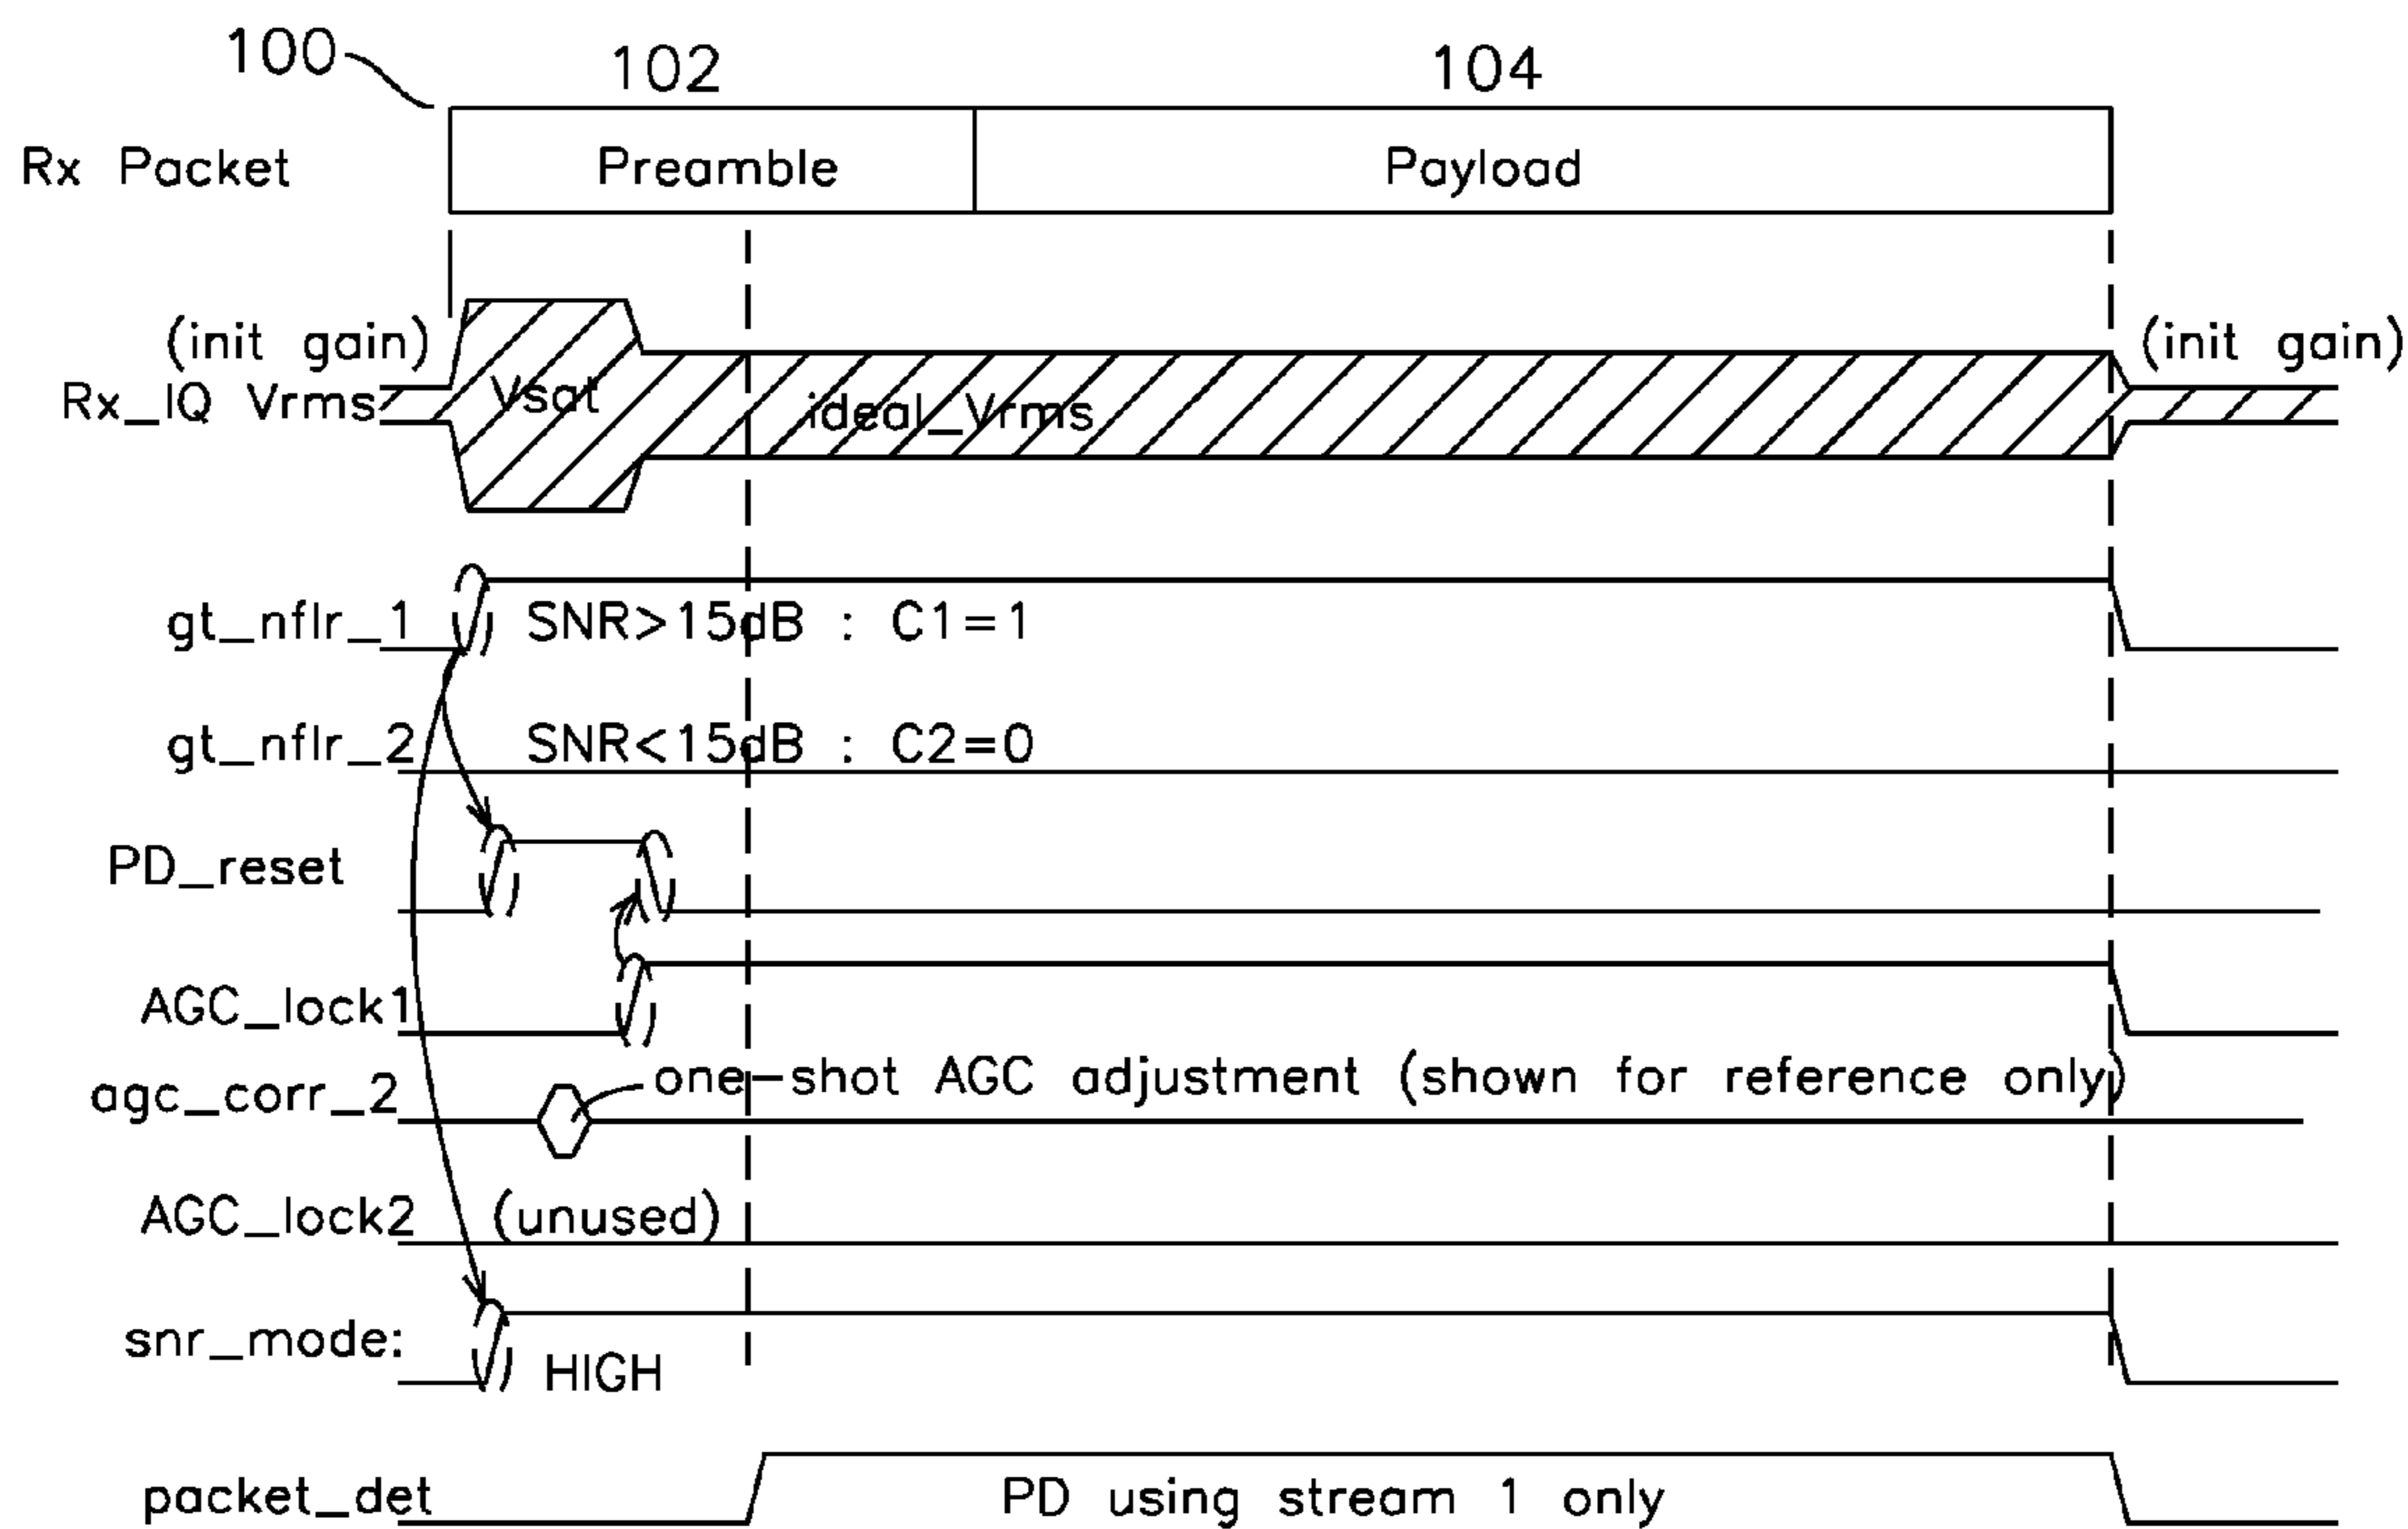 100 102 104
Rx Packet Preamble Payload
(init gain) (init gain)
Rx_IQ Vrms Vsat ideal_Vrms
gt_nflr_1 SNR>15dB : C1=1
gt_nflr_2 SNR<15dB : C2=0
PD_reset
AGC_lock1
one-shot AGC adjustment (shown for reference only)
agc_corr_2
AGC_lock2 (unused)
snr_mode: HIGH
packet_det PD using stream 1 only